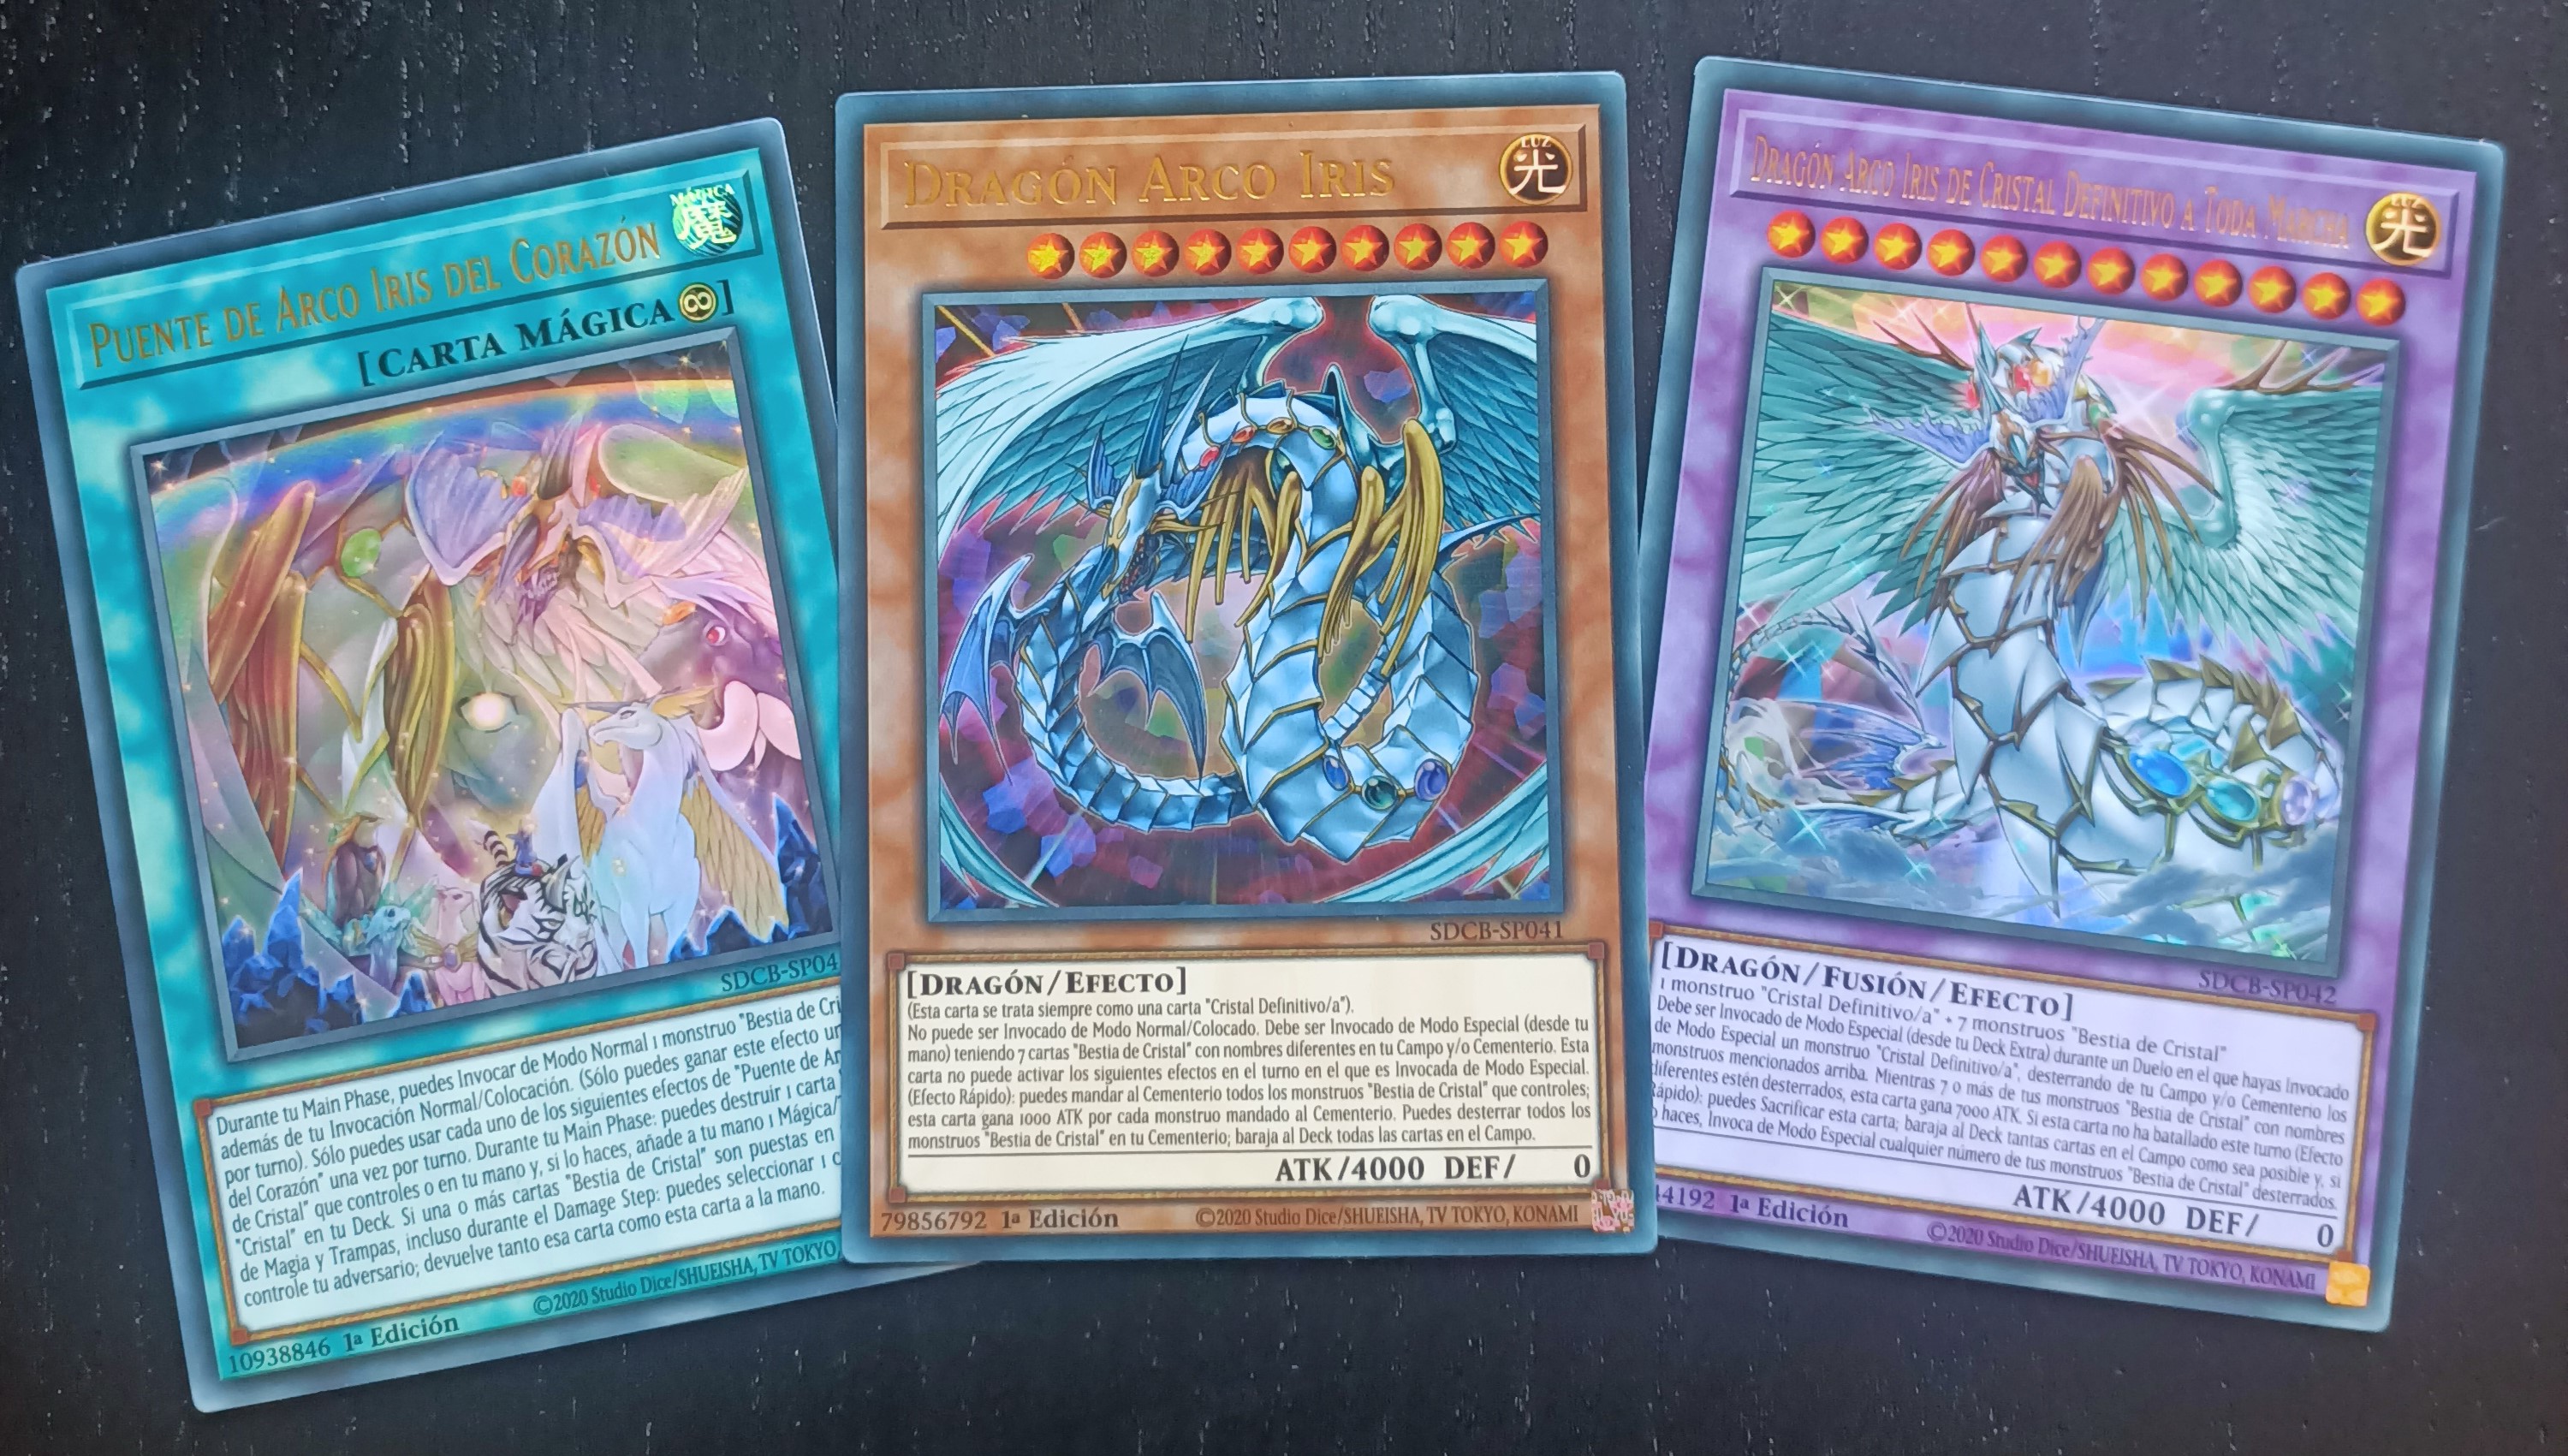 PUENTE DE ARCO IRIS DEL CORAZÓN
MÁGICA
魔
[CARTA MÁGICA ]
SDCB-SP04
Durante tu Main Phase, puedes Invocar de Modo Normal 1 monstruo "Bestia de Cri
además de tu Invocación Normal/Colocación. (Sólo puedes ganar este efecto un
por turno). Sólo puedes usar cada uno de los siguientes efectos de "Puente de Ar
del Corazón" una vez por turno. Durante tu Main Phase: puedes destruir 1 carta
de Cristal" que controles o en tu mano y, si lo haces, añade a tu mano 1 Mágica/
"Cristal" en tu Deck. Si una o más cartas "Bestia de Cristal" son puestas en
de Magia y Trampas, incluso durante el Damage Step: puedes seleccionar 1 c
controle tu adversario; devuelve tanto esa carta como esta carta a la mano.
10938846 1ª Edición
©2020 Studio Dice/SHUEISHA, TV TOKYO,
DRAGÓN ARCO IRIS
LUZ
光
SDCB-SP041
[DRAGÓN/EFECTO]
(Esta carta se trata siempre como una carta "Cristal Definitivo/a").
No puede ser Invocado de Modo Normal/Colocado. Debe ser Invocado de Modo Especial (desde tu
mano) teniendo 7 cartas "Bestia de Cristal" con nombres diferentes en tu Campo y/o Cementerio. Esta
carta no puede activar los siguientes efectos en el turno en el que es Invocada de Modo Especial.
(Efecto Rápido): puedes mandar al Cementerio todos los monstruos "Bestia de Cristal" que controles;
esta carta gana 1000 ATK por cada monstruo mandado al Cementerio. Puedes desterrar todos los
monstruos "Bestia de Cristal" en tu Cementerio; baraja al Deck todas las cartas en el Campo.
ATK/4000 DEF/ 0
79856792 1ª Edición ©2020 Studio Dice/SHUEISHA, TV TOKYO, KONAMI
DRAGÓN ARCO IRIS DE CRISTAL DEFINITIVO A TODA MARCHA
LUZ
光
SDCB-SP042
[DRAGÓN/FUSIÓN/EFECTO]
1 monstruo "Cristal Definitivo/a" + 7 monstruos "Bestia de Cristal"
Debe ser Invocado de Modo Especial (desde tu Deck Extra) durante un Duelo en el que hayas Invocado
de Modo Especial un monstruo "Cristal Definitivo/a", desterrando de tu Campo y/o Cementerio los
monstruos mencionados arriba. Mientras 7 o más de tus monstruos "Bestia de Cristal" con nombres
diferentes estén desterrados, esta carta gana 7000 ATK. Si esta carta no ha batallado este turno (Efecto
Rápido): puedes Sacrificar esta carta; baraja al Deck tantas cartas en el Campo como sea posible y, si
o haces, Invoca de Modo Especial cualquier número de tus monstruos "Bestia de Cristal" desterrados.
ATK/4000 DEF/ 0
44192 1ª Edición
©2020 Studio Dice/SHUEISHA, TV TOKYO, KONAMI